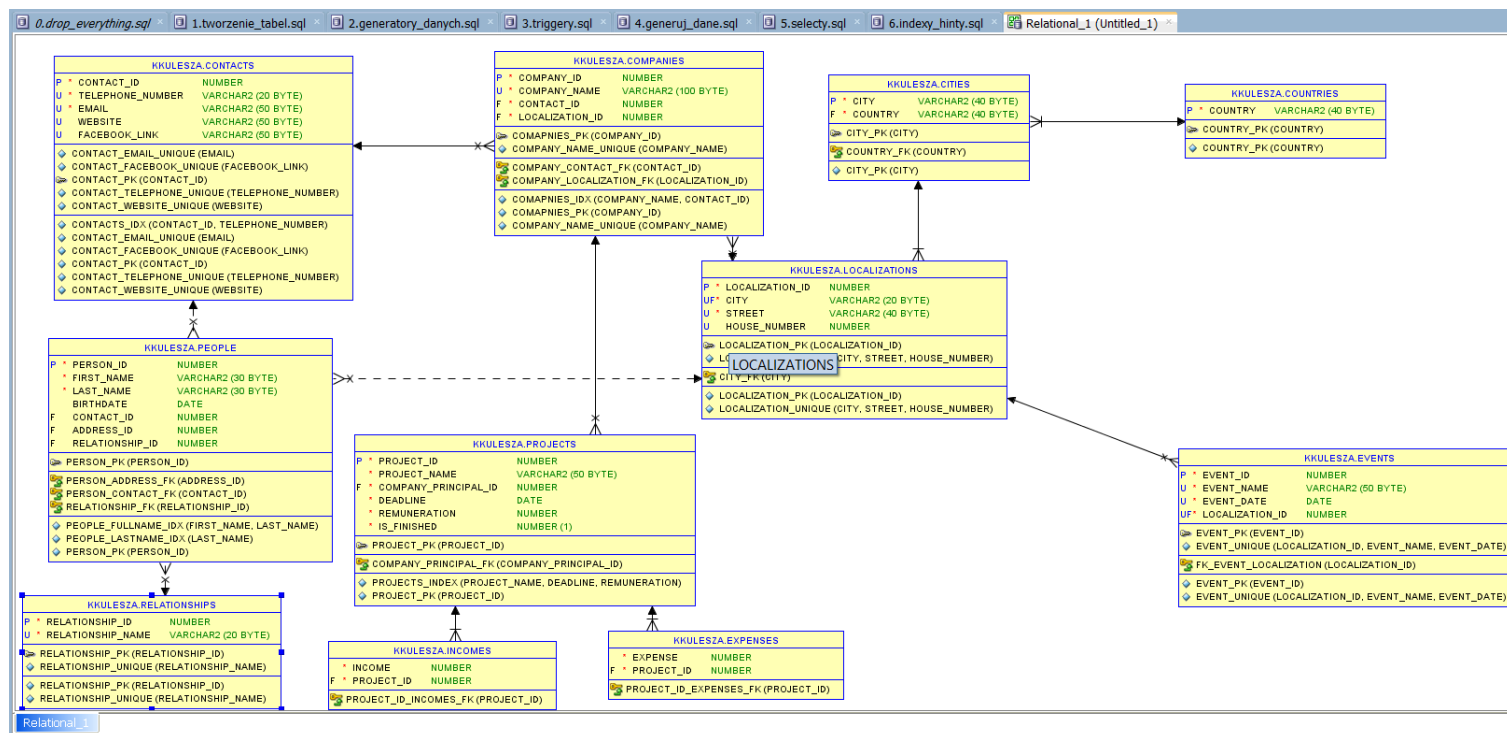 0.drop_everything.sql
1.tworzenie_tabel.sql
2.generatory_danych.sql
3.triggery.sql
4.generuj_dane.sql
5.selecty.sql
6.indexy_hinty.sql
Relational_1 (Untitled_1)
KKULESZA.CONTACTS
P * CONTACT_ID NUMBER
U * TELEPHONE_NUMBER VARCHAR2 (20 BYTE)
U * EMAIL VARCHAR2 (50 BYTE)
U WEBSITE VARCHAR2 (50 BYTE)
U FACEBOOK_LINK VARCHAR2 (50 BYTE)
CONTACT_EMAIL_UNIQUE (EMAIL)
CONTACT_FACEBOOK_UNIQUE (FACEBOOK_LINK)
CONTACT_PK (CONTACT_ID)
CONTACT_TELEPHONE_UNIQUE (TELEPHONE_NUMBER)
CONTACT_WEBSITE_UNIQUE (WEBSITE)
CONTACTS_IDX (CONTACT_ID, TELEPHONE_NUMBER)
CONTACT_EMAIL_UNIQUE (EMAIL)
CONTACT_FACEBOOK_UNIQUE (FACEBOOK_LINK)
CONTACT_PK (CONTACT_ID)
CONTACT_TELEPHONE_UNIQUE (TELEPHONE_NUMBER)
CONTACT_WEBSITE_UNIQUE (WEBSITE)
KKULESZA.COMPANIES
P * COMPANY_ID NUMBER
U * COMPANY_NAME VARCHAR2 (100 BYTE)
F * CONTACT_ID NUMBER
F * LOCALIZATION_ID NUMBER
COMAPNIES_PK (COMPANY_ID)
COMPANY_NAME_UNIQUE (COMPANY_NAME)
COMPANY_CONTACT_FK (CONTACT_ID)
COMPANY_LOCALIZATION_FK (LOCALIZATION_ID)
COMAPNIES_IDX (COMPANY_NAME, CONTACT_ID)
COMAPNIES_PK (COMPANY_ID)
COMPANY_NAME_UNIQUE (COMPANY_NAME)
KKULESZA.CITIES
P * CITY VARCHAR2 (40 BYTE)
F * COUNTRY VARCHAR2 (40 BYTE)
CITY_PK (CITY)
COUNTRY_FK (COUNTRY)
CITY_PK (CITY)
KKULESZA.COUNTRIES
P * COUNTRY VARCHAR2 (40 BYTE)
COUNTRY_PK (COUNTRY)
COUNTRY_PK (COUNTRY)
KKULESZA.LOCALIZATIONS
P * LOCALIZATION_ID NUMBER
UF* CITY VARCHAR2 (20 BYTE)
U * STREET VARCHAR2 (40 BYTE)
U HOUSE_NUMBER NUMBER
LOCALIZATION_PK (LOCALIZATION_ID)
LO CITY, STREET, HOUSE_NUMBER)
LOCALIZATIONS
CITY_FK (CITY)
LOCALIZATION_PK (LOCALIZATION_ID)
LOCALIZATION_UNIQUE (CITY, STREET, HOUSE_NUMBER)
KKULESZA.PEOPLE
P * PERSON_ID NUMBER
* FIRST_NAME VARCHAR2 (30 BYTE)
* LAST_NAME VARCHAR2 (30 BYTE)
BIRTHDATE DATE
F CONTACT_ID NUMBER
F ADDRESS_ID NUMBER
F RELATIONSHIP_ID NUMBER
PERSON_PK (PERSON_ID)
PERSON_ADDRESS_FK (ADDRESS_ID)
PERSON_CONTACT_FK (CONTACT_ID)
RELATIONSHIP_FK (RELATIONSHIP_ID)
PEOPLE_FULLNAME_IDX (FIRST_NAME, LAST_NAME)
PEOPLE_LASTNAME_IDX (LAST_NAME)
PERSON_PK (PERSON_ID)
KKULESZA.PROJECTS
P * PROJECT_ID NUMBER
* PROJECT_NAME VARCHAR2 (50 BYTE)
F * COMPANY_PRINCIPAL_ID NUMBER
* DEADLINE DATE
* REMUNERATION NUMBER
* IS_FINISHED NUMBER (1)
PROJECT_PK (PROJECT_ID)
COMPANY_PRINCIPAL_FK (COMPANY_PRINCIPAL_ID)
PROJECTS_INDEX (PROJECT_NAME, DEADLINE, REMUNERATION)
PROJECT_PK (PROJECT_ID)
KKULESZA.EVENTS
P * EVENT_ID NUMBER
U * EVENT_NAME VARCHAR2 (50 BYTE)
U * EVENT_DATE DATE
UF* LOCALIZATION_ID NUMBER
EVENT_PK (EVENT_ID)
EVENT_UNIQUE (LOCALIZATION_ID, EVENT_NAME, EVENT_DATE)
FK_EVENT_LOCALIZATION (LOCALIZATION_ID)
EVENT_PK (EVENT_ID)
EVENT_UNIQUE (LOCALIZATION_ID, EVENT_NAME, EVENT_DATE)
KKULESZA.RELATIONSHIPS
P * RELATIONSHIP_ID NUMBER
U * RELATIONSHIP_NAME VARCHAR2 (20 BYTE)
RELATIONSHIP_PK (RELATIONSHIP_ID)
RELATIONSHIP_UNIQUE (RELATIONSHIP_NAME)
RELATIONSHIP_PK (RELATIONSHIP_ID)
RELATIONSHIP_UNIQUE (RELATIONSHIP_NAME)
KKULESZA.INCOMES
* INCOME NUMBER
F * PROJECT_ID NUMBER
PROJECT_ID_INCOMES_FK (PROJECT_ID)
KKULESZA.EXPENSES
* EXPENSE NUMBER
F * PROJECT_ID NUMBER
PROJECT_ID_EXPENSES_FK (PROJECT_ID)
Relational_1